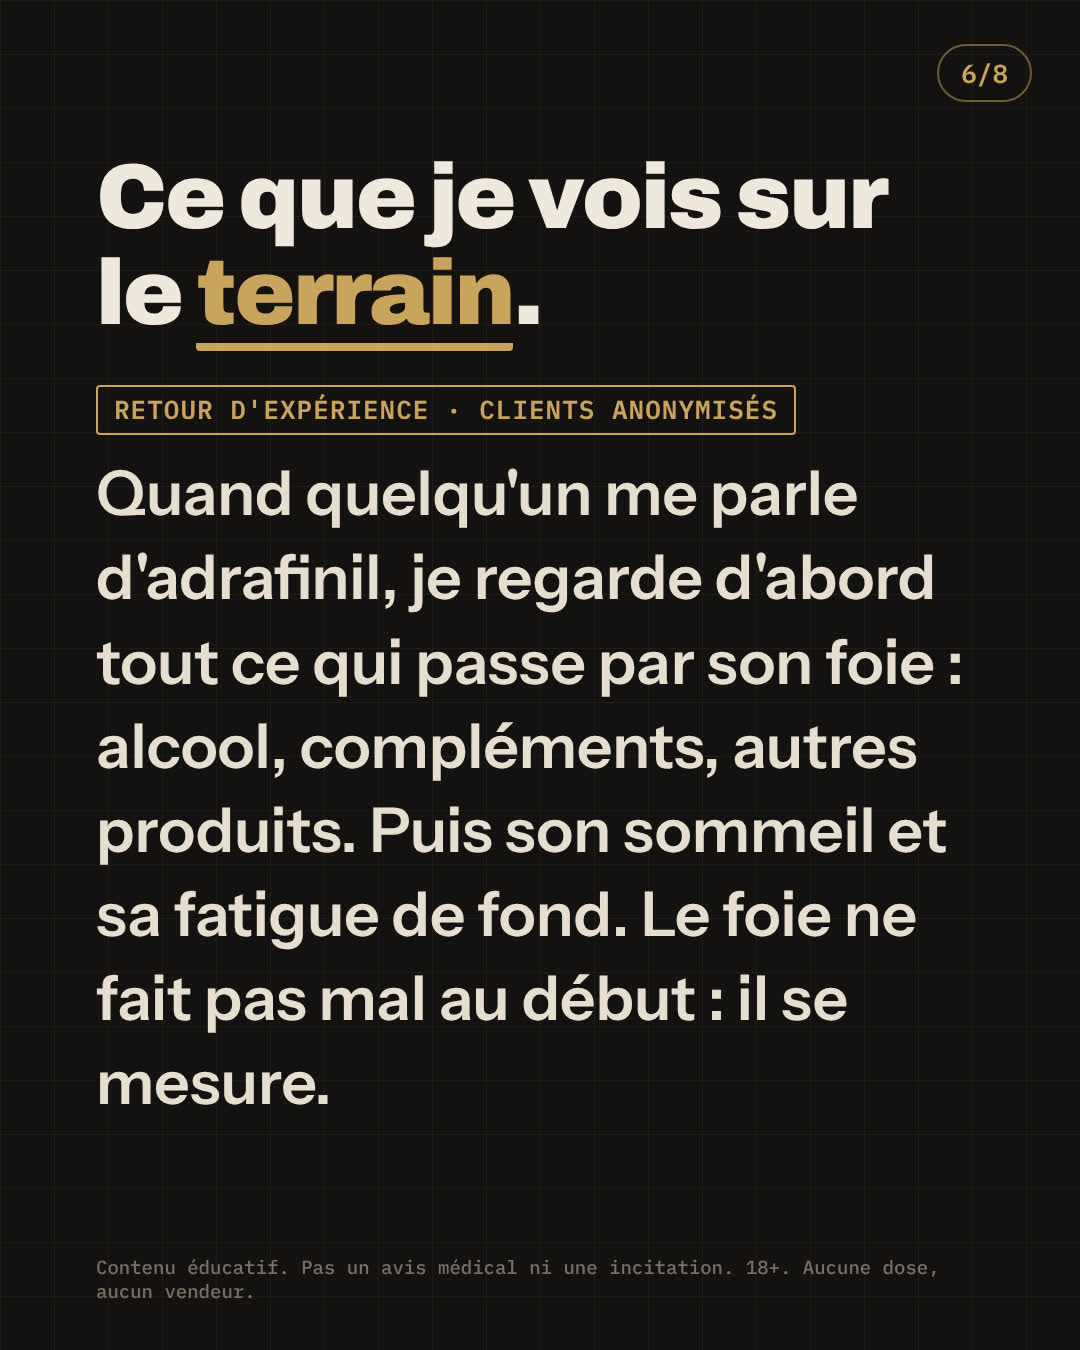 6/8
Ce que je vois sur
le terrain.
RETOUR D'EXPÉRIENCE · CLIENTS ANONYMISÉS
Quand quelqu'un me parle
d'adrafinil, je regarde d'abord
tout ce qui passe par son foie :
alcool, compléments, autres
produits. Puis son sommeil et
sa fatigue de fond. Le foie ne
fait pas mal au début : il se
mesure.
Contenu éducatif. Pas un avis médical ni une incitation. 18+. Aucune dose,
aucun vendeur.